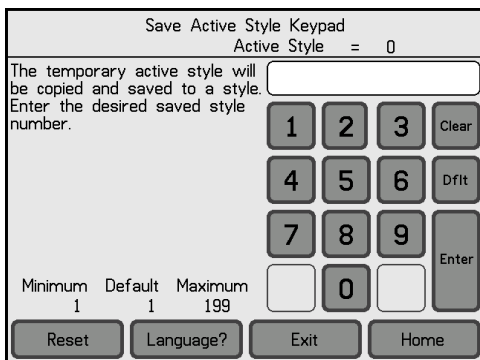 Save Active Style Keypad
Active Style = 0
The temporary active style will
be copied and saved to a style.
Enter the desired saved style
number.
1 2 3 Clear
4 5 6 Dflt
7 8 9
Enter
0
Minimum Default Maximum
1 1 199
Reset Language? Exit Home